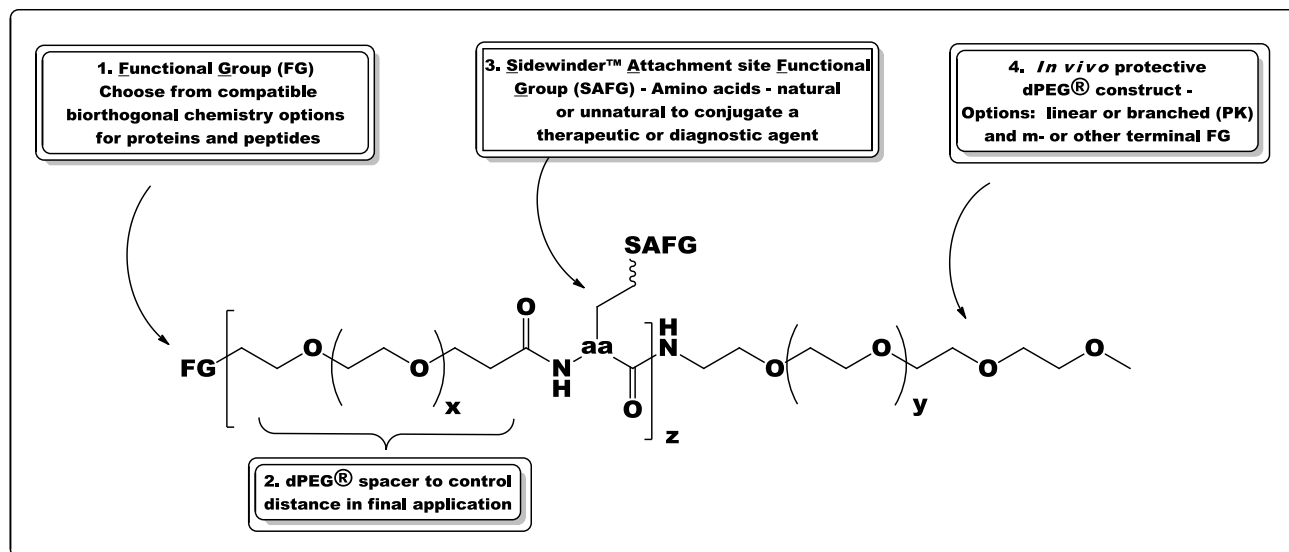 1. Functional Group (FG)
Choose from compatible
biorthogonal chemistry options
for proteins and peptides
3. Sidewinder™ Attachment site Functional
Group (SAFG) - Amino acids - natural
or unnatural to conjugate a
therapeutic or diagnostic agent
4. In vivo protective
dPEG® construct -
Options: linear or branched (PK)
and m- or other terminal FG
SAFG
O
H
FG
O
O
N
H
aa
O
N
O
O
O
O
x
y
z
2. dPEG® spacer to control
distance in final application